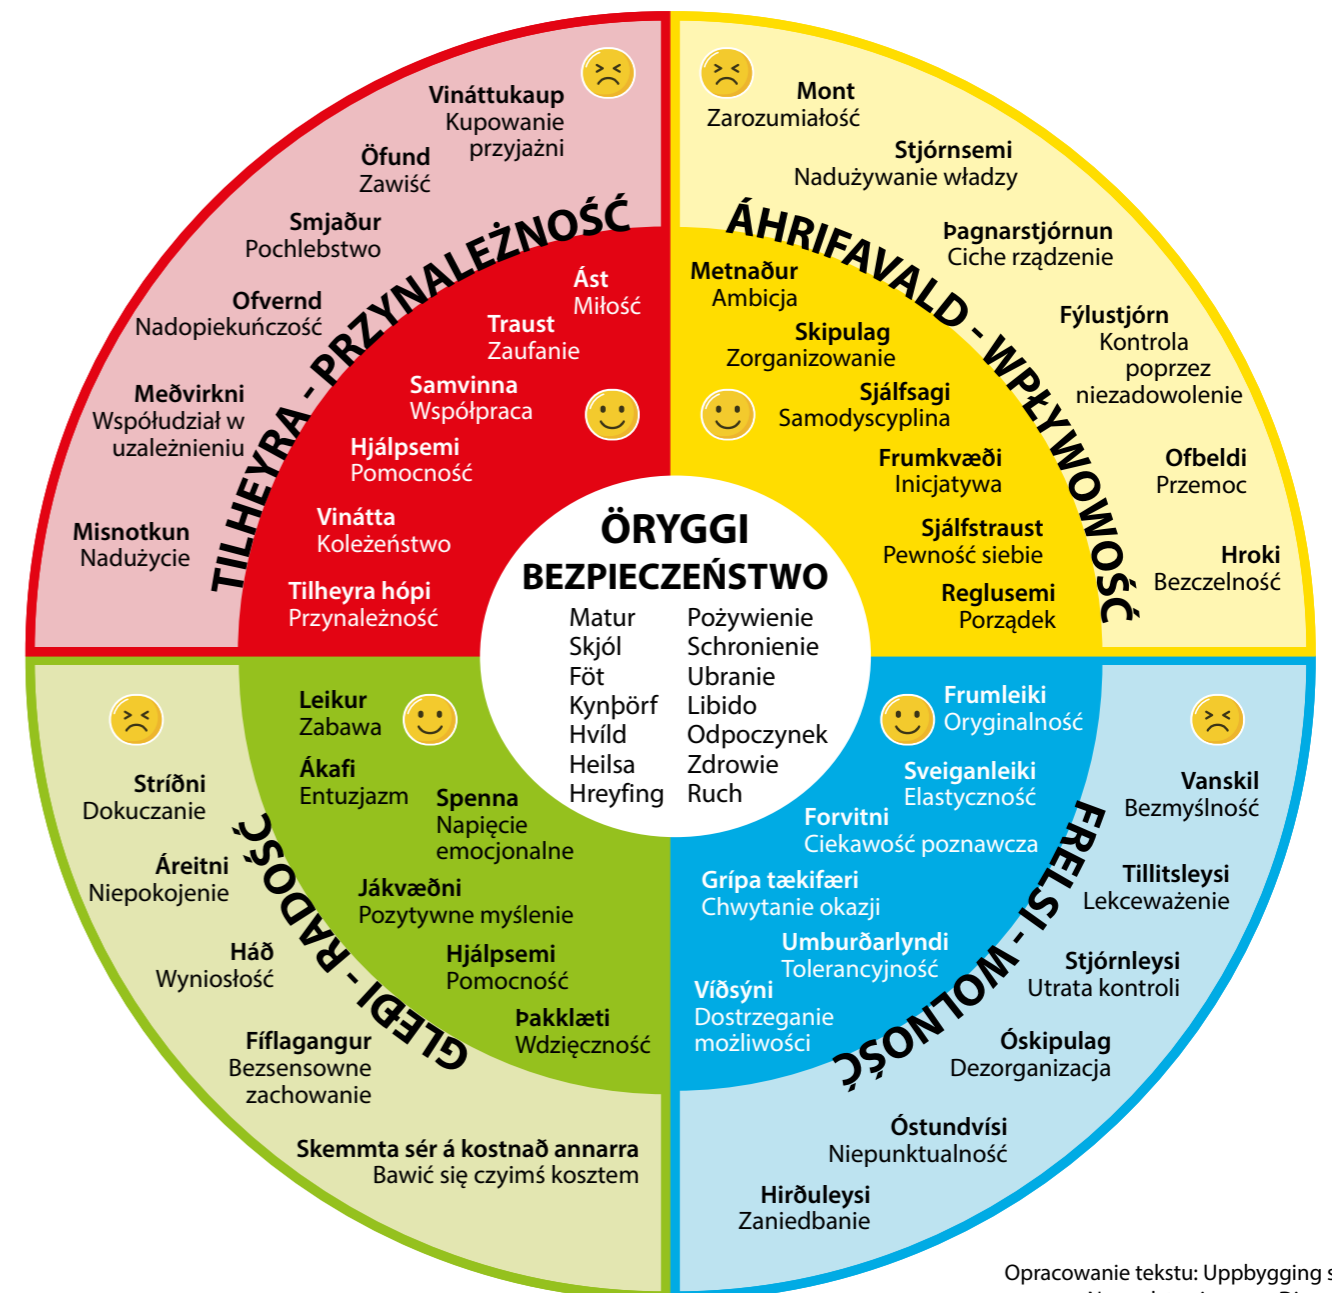 Vináttukaup
Kupowanie
przyjażni
Öfund
Zawiść
Smjaður
Pochlebstwo
Ofvernd
Nadopiekuńczość
Meðvirkni
Współudział w
uzależnieniu
Misnotkun
Nadużycie
TILHEYRA - PRZYNALEŻNOŚĆ
Ást
Miłość
Traust
Zaufanie
Samvinna
Współpraca
Hjálpsemi
Pomocność
Vinátta
Koleżeństwo
Tilheyra hópi
Przynależność
Mont
Zarozumiałość
Stjórnsemi
Nadużywanie władzy
Þagnarstjórnun
Ciche rządzenie
Fýlustjórn
Kontrola
poprzez
niezadowolenie
Ofbeldi
Przemoc
Hroki
Bezczelność
ÁHRIFAVALD - WPŁYWOWOŚĆ
Metnaður
Ambicja
Skipulag
Zorganizowanie
Sjálfsagi
Samodyscyplina
Frumkvæði
Inicjatywa
Sjálfstraust
Pewność siebie
Reglusemi
Porządek
ÖRYGGI
BEZPIECZEŃSTWO
Matur Pożywienie
Skjól Schronienie
Föt Ubranie
Kynþörf Libido
Hvíld Odpoczynek
Heilsa Zdrowie
Hreyfing Ruch
Leikur
Zabawa
Ákafi
Entuzjazm
Spenna
Napięcie
emocjonalne
Jákvæðni
Pozytywne myślenie
Hjálpsemi
Pomocność
Þakklæti
Wdzięczność
GLEÐI - RADOŚĆ
Stríðni
Dokuczanie
Áreitni
Niepokojenie
Háð
Wyniosłość
Fíflagangur
Bezsensowne
zachowanie
Skemmta sér á kostnað annarra
Bawić się czyimś kosztem
Frumleiki
Oryginalność
Sveiganleiki
Elastyczność
Forvitni
Ciekawość poznawcza
Grípa tækifæri
Chwytanie okazji
Umburðarlyndi
Tolerancyjność
Víðsýni
Dostrzeganie
możliwości
FRELSI - WOLNOŚĆ
Vanskil
Bezmyślność
Tillitsleysi
Lekceważenie
Stjórnleysi
Utrata kontroli
Óskipulag
Dezorganizacja
Óstundvísi
Niepunktualność
Hirðuleysi
Zaniedbanie
Opracowanie tekstu: Uppbygging s